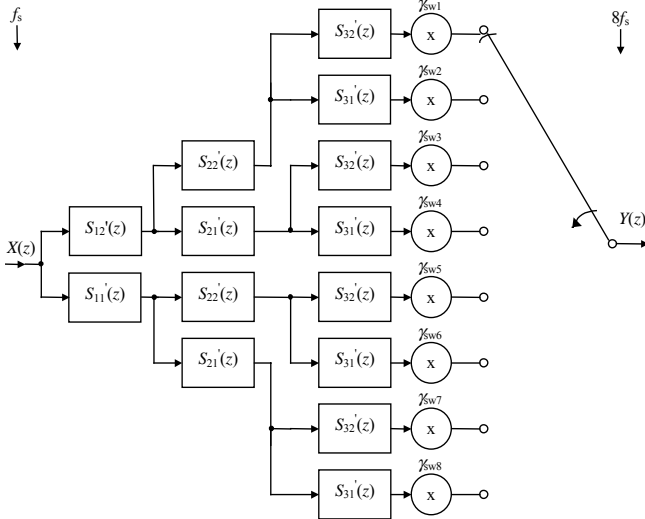 fs
8fs
S32'(z)
γsw1
x
S31'(z)
γsw2
x
S22'(z)
S32'(z)
γsw3
x
S12'(z)
S21'(z)
S31'(z)
γsw4
x
X(z)
Y(z)
S11'(z)
S22'(z)
S32'(z)
γsw5
x
S21'(z)
S31'(z)
γsw6
x
S32'(z)
γsw7
x
S31'(z)
γsw8
x